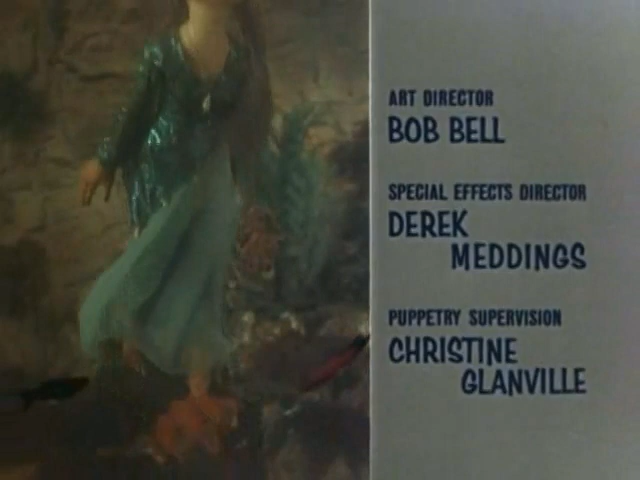 ART DIRECTOR
BOB BELL
SPECIAL EFFECTS DIRECTOR
DEREK
MEDDINGS
PUPPETRY SUPERVISION
CHRISTINE
GLANVILLE